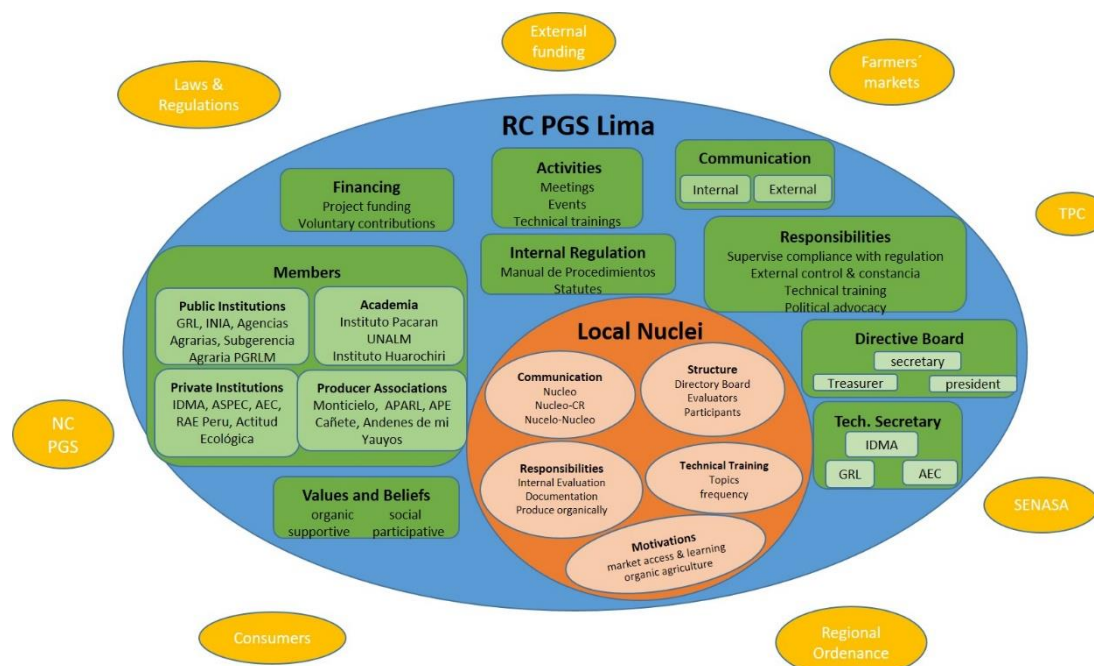 External
funding
Laws &
Regulations
Farmers´
markets
RC PGS Lima
Financing
Project funding
Voluntary contributions
Activities
Meetings
Events
Technical trainings
Communication
Internal
External
TPC
Internal Regulation
Manual de Procedimientos
Statutes
Responsibilities
Supervise compliance with regulation
External control & constancia
Technical training
Political advocacy
Members
Public Institutions
GRL, INIA, Agencias
Agrarias, Subgerencia
Agraria PGRLM
Academia
Instituto Pacaran
UNALM
Instituto Huarochiri
Private Institutions
IDMA, ASPEC, AEC,
RAE Peru, Actitud
Ecológica
Producer Associations
Monticielo, APARL, APE
Cañete, Andenes de mi
Yauyos
Local Nuclei
Communication
Nucleo
Nucleo-CR
Nucelo-Nucleo
Structure
Directory Board
Evaluators
Participants
Responsibilities
Internal Evaluation
Documentation
Produce organically
Technical Training
Topics
frequency
Motivations
market access & learning
organic agriculture
Directive Board
secretary
Treasurer
president
Tech. Secretary
IDMA
GRL
AEC
NC
PGS
Values and Beliefs
organic social
supportive participative
SENASA
Consumers
Regional
Ordenance